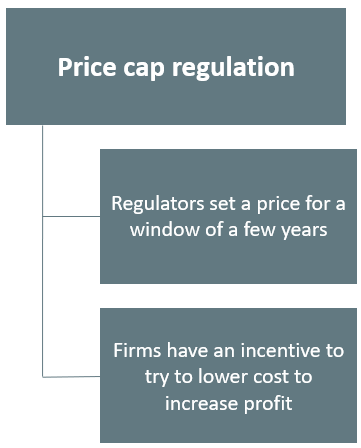 Price cap regulation
Regulators set a price for a
window of a few years
Firms have an incentive to
try to lower cost to
increase profit